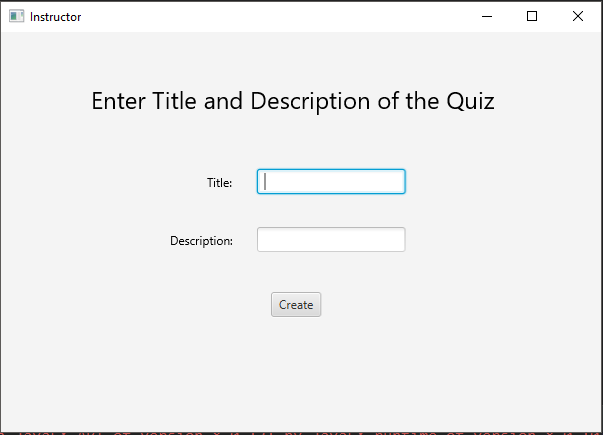 Instructor
Enter Title and Description of the Quiz
Title:
Description:
Create